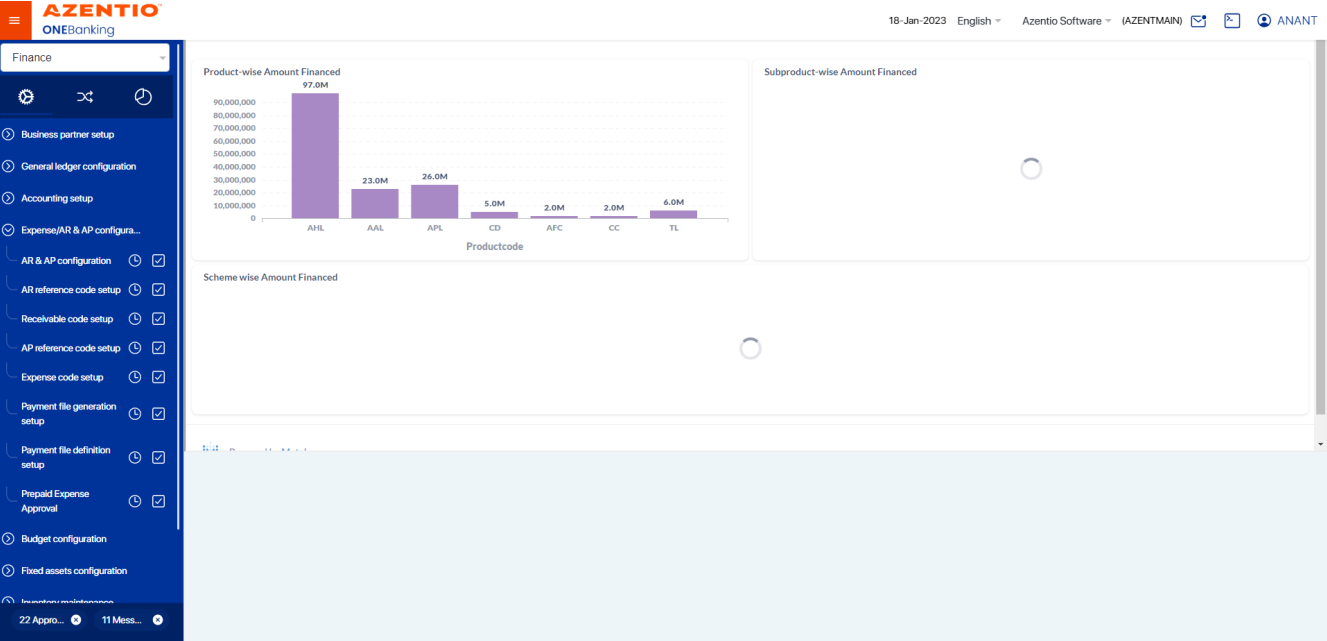 AZENTIO
ONEBanking
18-Jan-2023 English Azentio Software (AZENTMAIN) ANANT
Finance
Business partner setup
General ledger configuration
Accounting setup
Expense/AR & AP configura...
AR & AP configuration
AR reference code setup
Receivable code setup
AP reference code setup
Expense code setup
Payment file generation
setup
Payment file definition
setup
Prepaid Expense
Approval
Budget configuration
Fixed assets configuration
Inventory maintenance
22 Appro... 11 Mess...
Product-wise Amount Financed
97.0M
90,000,000
80,000,000
70,000,000
60,000,000
50,000,000
40,000,000
30,000,000
20,000,000
10,000,000
0
23.0M
26.0M
5.0M
2.0M
2.0M
6.0M
AHL AAL APL CD AFC CC TL
Productcode
Subproduct-wise Amount Financed
Scheme wise Amount Financed